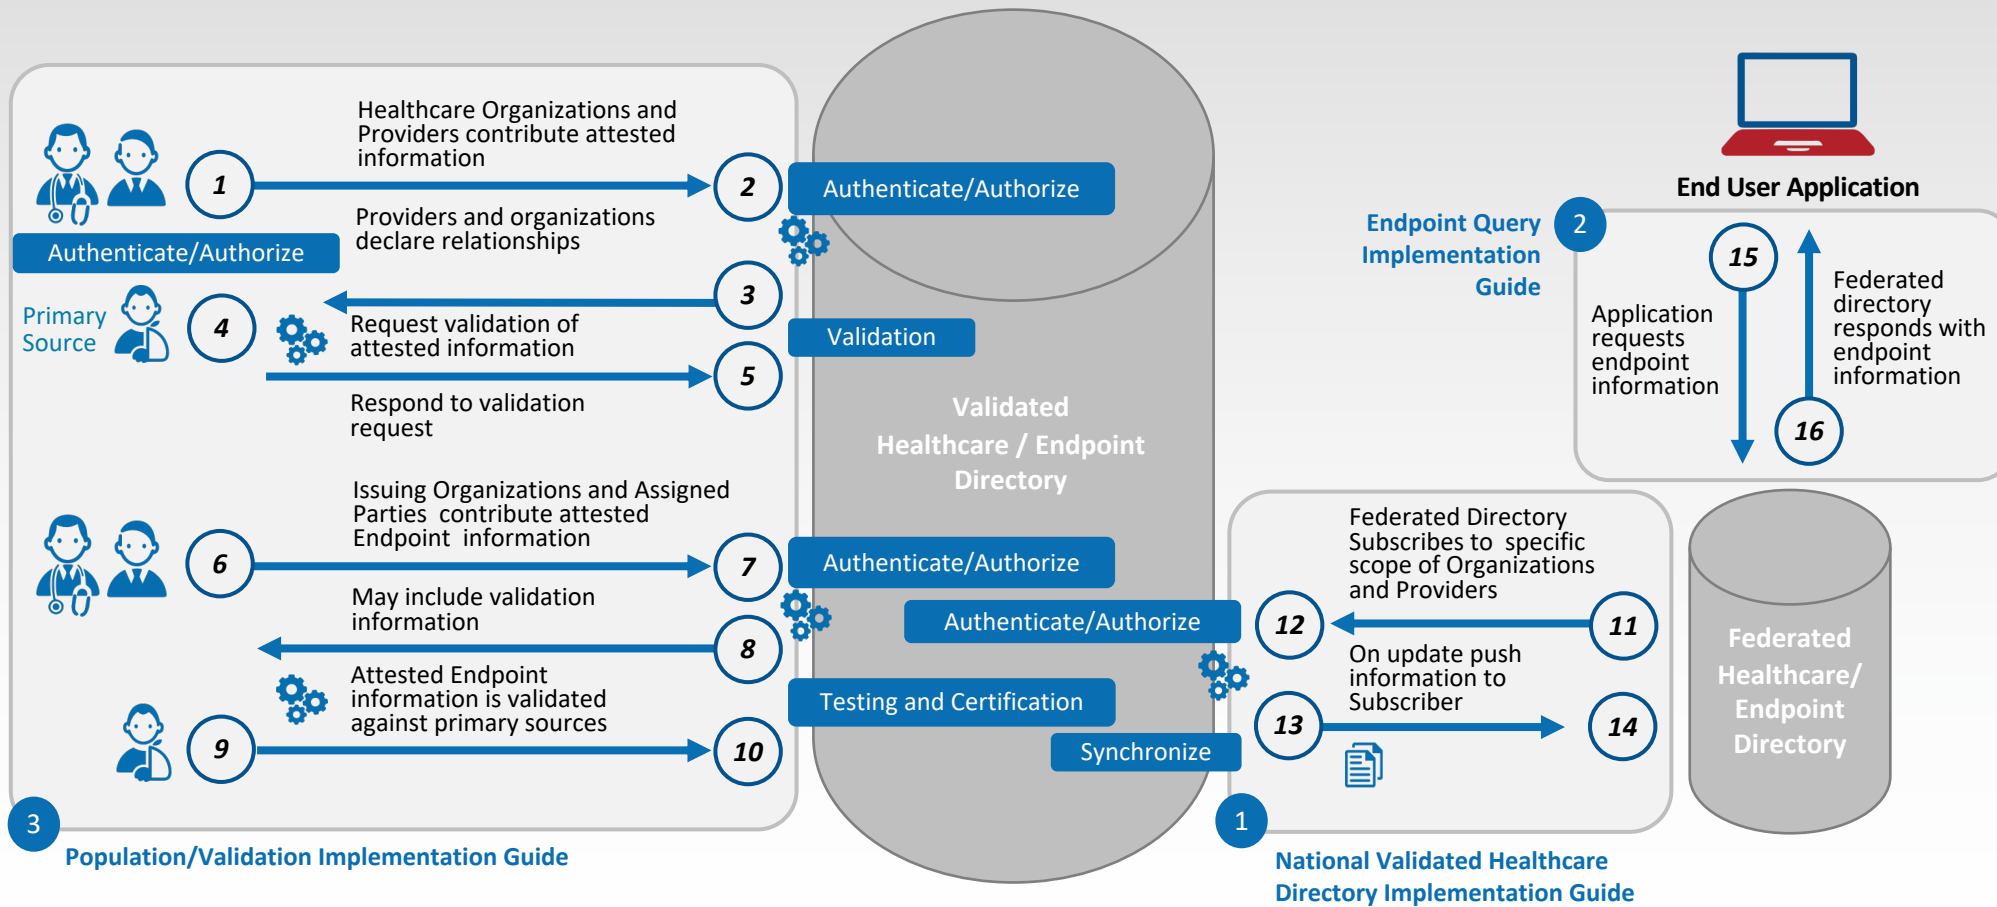 Healthcare Organizations and
Providers contribute attested
information
1
2
Authenticate/Authorize
Providers and organizations
declare relationships
Authenticate/Authorize
Primary
Source
4
3
Request validation of
attested information
Validation
5
Respond to validation
request
Validated
Healthcare / Endpoint
Directory
Issuing Organizations and Assigned
Parties contribute attested
Endpoint information
6
7
Authenticate/Authorize
May include validation
information
8
Attested Endpoint
information is validated
against primary sources
Testing and Certification
9
10
3
Population/Validation Implementation Guide
End User Application
Endpoint Query
Implementation
Guide
2
15
Application
requests
endpoint
information
Federated
directory
responds with
endpoint
information
16
Federated Directory
Subscribes to specific
scope of Organizations
and Providers
Authenticate/Authorize
12
11
On update push
information to
Subscriber
13
14
Synchronize
1
National Validated Healthcare
Directory Implementation Guide
Federated
Healthcare/
Endpoint
Directory